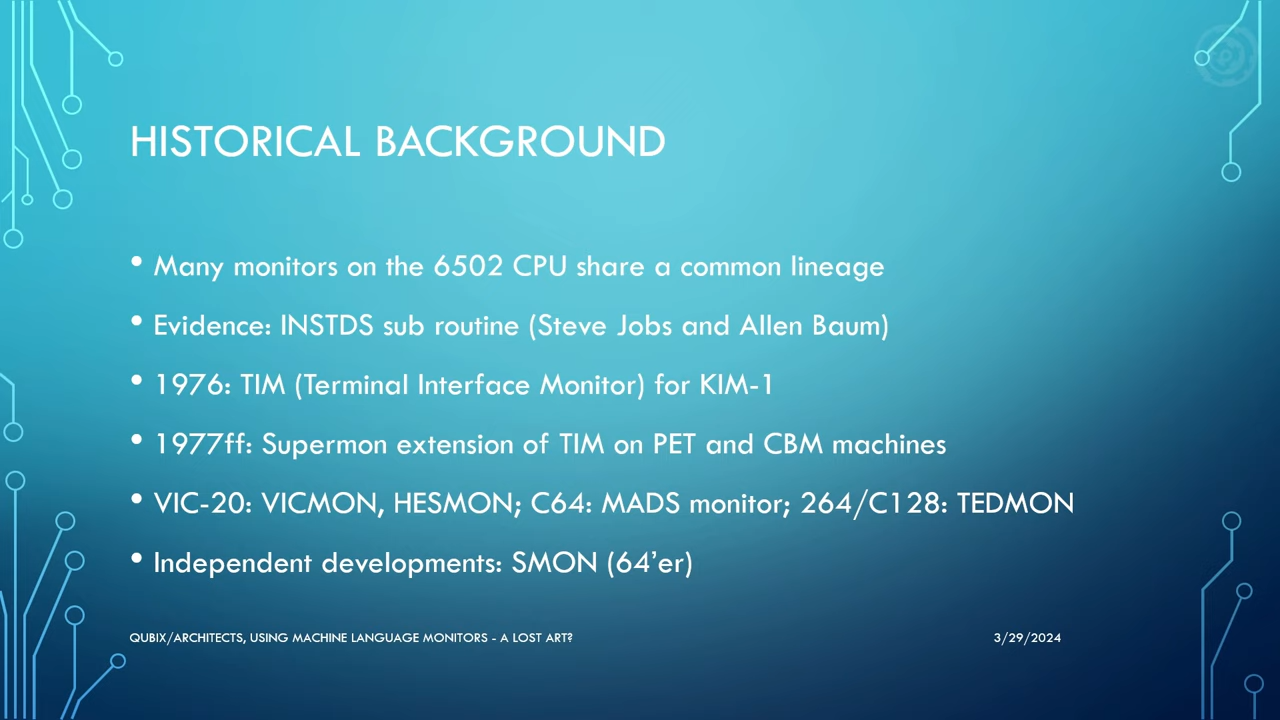 HISTORICAL BACKGROUND
• Many monitors on the 6502 CPU share a common lineage
• Evidence: INSTDS sub routine (Steve Jobs and Allen Baum)
• 1976: TIM (Terminal Interface Monitor) for KIM-1
• 1977ff: Supermon extension of TIM on PET and CBM machines
• VIC-20: VICMON, HESMON; C64: MADS monitor; 264/C128: TEDMON
• Independent developments: SMON (64’er)
QUBIX/ARCHITECTS, USING MACHINE LANGUAGE MONITORS - A LOST ART?
3/29/2024